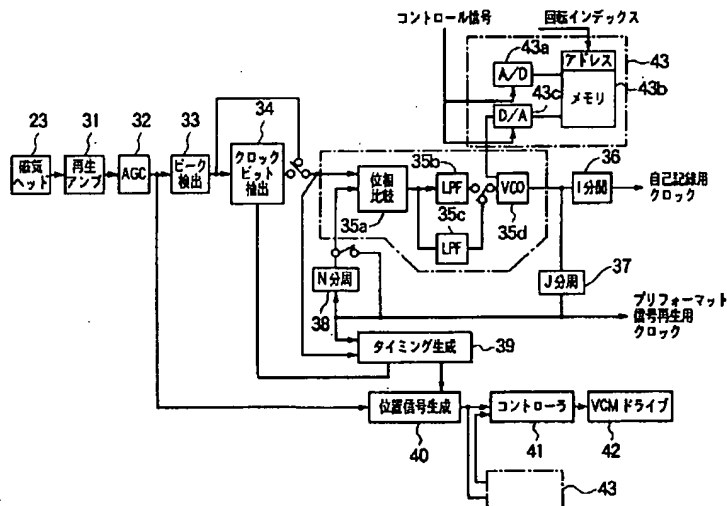 コントロール信号
回転インデックス
43a
A/D
アドレス
43
43b
メモリ
D/A
43c
23
31
32
33
34
磁気
ヘッド
再生
アンプ
AGC
ピーク
検出
クロック
ビット
抽出
位相
比較
35a
35b
LPF
35c
LPF
VCO
35d
36
I分周
自己記録用
クロック
J分周
37
N分周
38
プリフォーマット
信号再生用
クロック
タイミング生成
39
位置信号生成
40
コントローラ
41
VCMドライブ
42
43